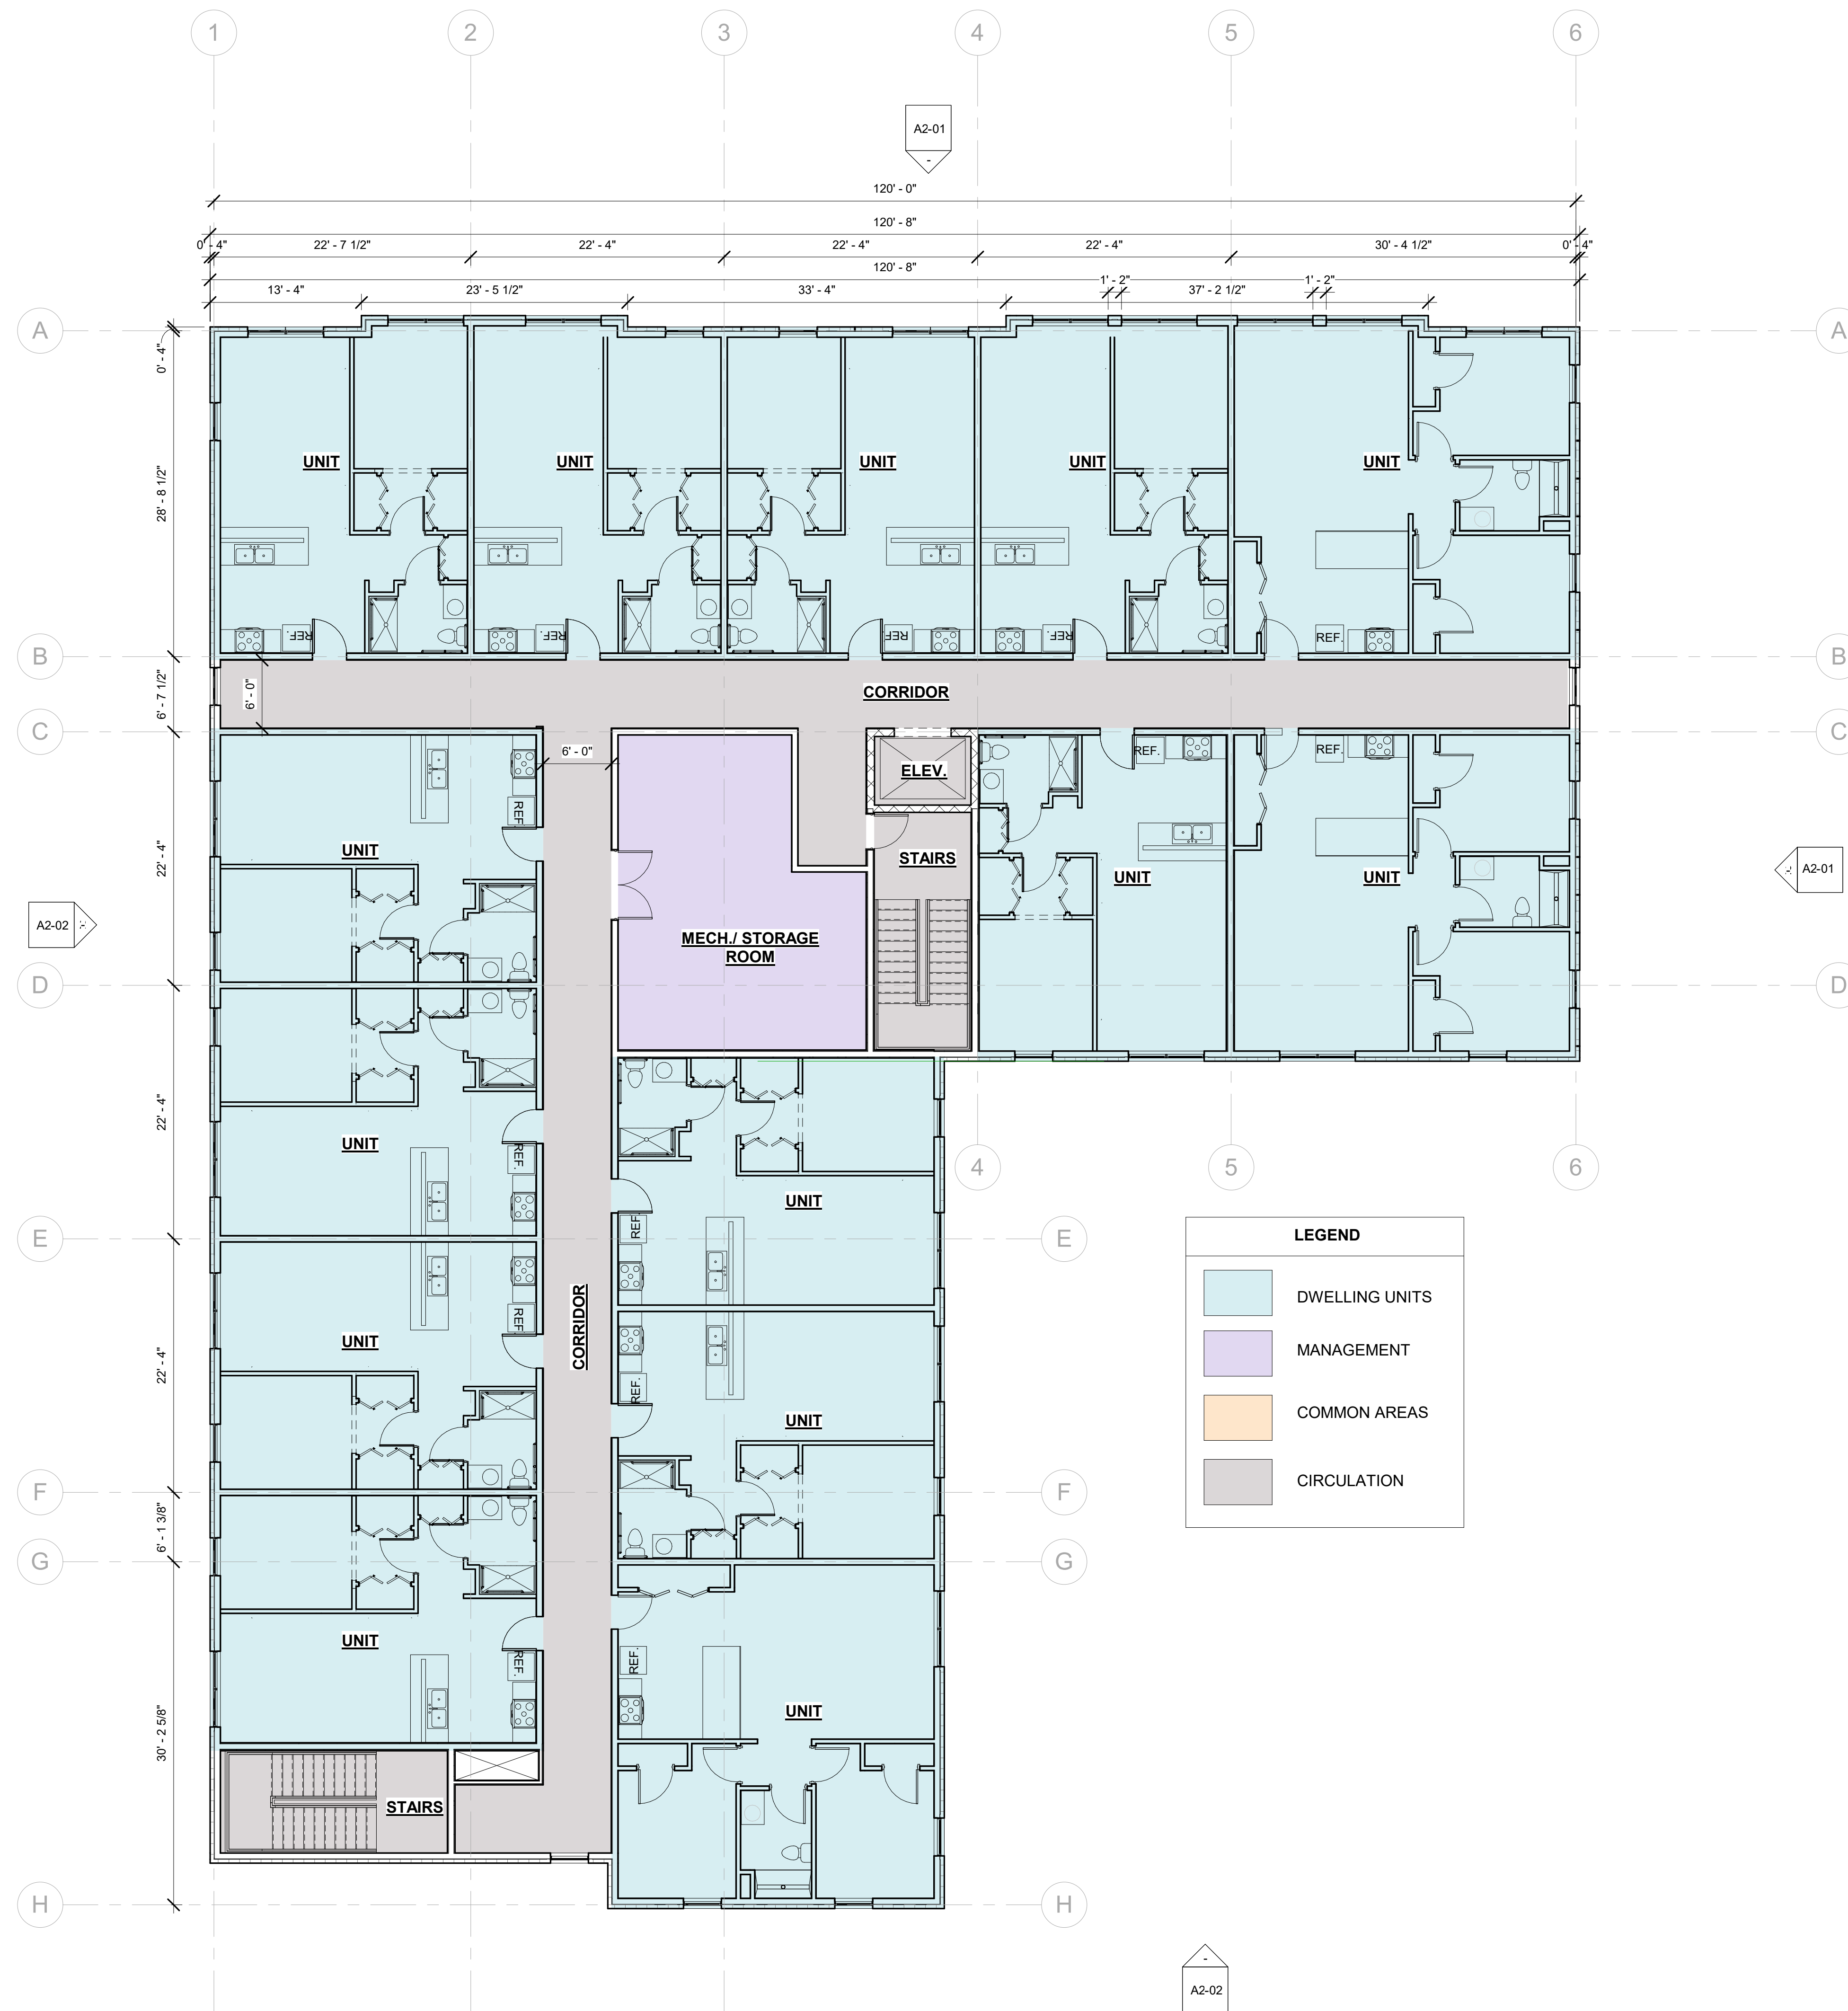 1
2
3
4
5
6
A2-01
-
120' - 0"
120' - 8"
0' - 4"
22' - 7 1/2"
22' - 4"
22' - 4"
22' - 4"
30' - 4 1/2"
0' - 4"
120' - 8"
13' - 4"
23' - 5 1/2"
33' - 4"
1' - 2"
37' - 2 1/2"
1' - 2"
A
A
0' - 4"
28' - 8 1/2"
UNIT
UNIT
UNIT
UNIT
UNIT
REF.
REF.
REF.
REF.
REF.
B
B
6' - 7 1/2"
6' - 0"
CORRIDOR
C
C
6' - 0"
REF.
REF.
REF.
ELEV.
22' - 4"
UNIT
STAIRS
UNIT
UNIT
A2-01
-
A2-02
-
MECH./ STORAGE
ROOM
D
D
22' - 4"
UNIT
REF.
4
5
6
UNIT
REF.
E
E
LEGEND
DWELLING UNITS
MANAGEMENT
COMMON AREAS
CIRCULATION
22' - 4"
UNIT
REF.
CORRIDOR
REF.
UNIT
F
F
6' - 1 3/8"
G
G
UNIT
REF.
REF.
UNIT
30' - 2 5/8"
STAIRS
H
H
-
A2-02